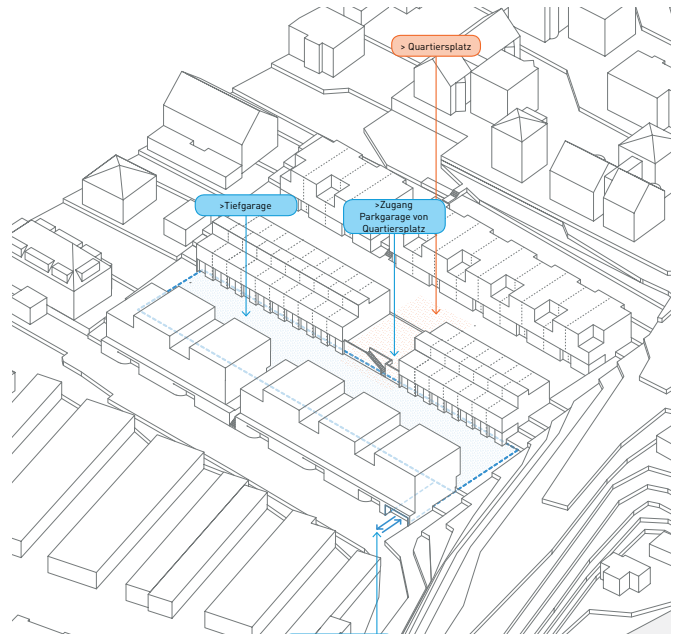 > Quartiersplatz
>Tiefgarage
>Zugang
Parkgarage von
Quartiersplatz